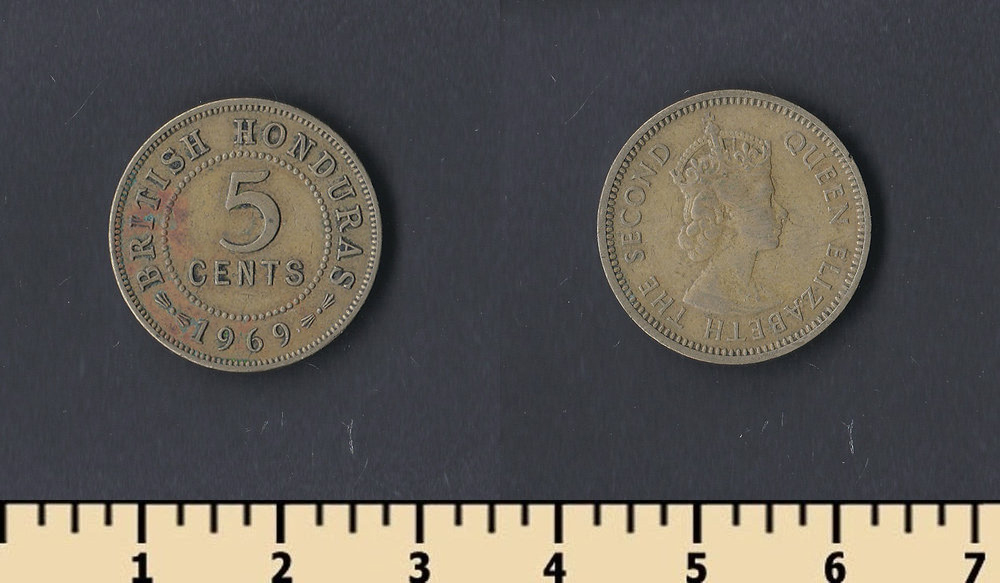 BRITISH HONDURAS
5
CENTS
1969
QUEEN ELIZABETH THE SECOND
1 2 3 4 5 6 7